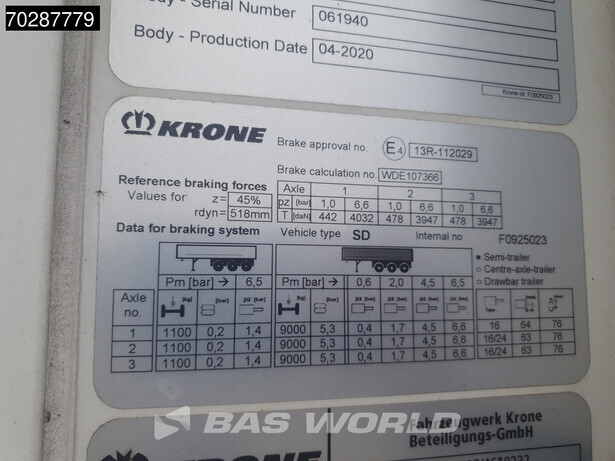 70287779
Body - Serial Number 061940
Body - Production Date 04-2020
Krone-Id: F0925023
KRONE
Brake approval no. E4 13R-112029
Brake calculation no. WDE107366
Reference braking forces
Values for z= 45%
rdyn= 518mm
Axle 1 2 3
pz [bar] 1,0 6,6 1,0 6,6 1,0 6,6
T [daN] 442 4032 478 3947 478 3947
Data for braking system Vehicle type SD Internal no F0925023
Semi-trailer
Centre-axle-trailer
Drawbar trailer
Pm [bar] → 6,5 Pm [bar] → 0,6 2,0 4,5 6,5
Axle no.
1 1100 0,2 1,4 9000 5,3 0,4 1,7 4,5 6,6 16 64 76
2 1100 0,2 1,4 9000 5,3 0,4 1,7 4,5 6,6 16/24 63 76
3 1100 0,2 1,4 9000 5,3 0,4 1,7 4,5 6,6 16/24 63 76
BAS WORLD
KRONE
Fahrzeugwerk Krone
Beteiligungs-GmbH